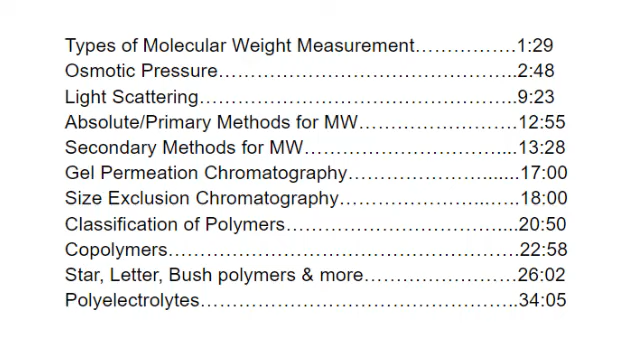 Types of Molecular Weight Measurement…………….1:29
Osmotic Pressure………………………………………..2:48
Light Scattering…………………………………………..9:23
Absolute/Primary Methods for MW…………………….12:55
Secondary Methods for MW…………………………....13:28
Gel Permeation Chromatography…………………......17:00
Size Exclusion Chromatography…………………..…..18:00
Classification of Polymers……………………………....20:50
Copolymers……………………………………………….22:58
Star, Letter, Bush polymers & more……………………26:02
Polyelectrolytes…………………………………………..34:05